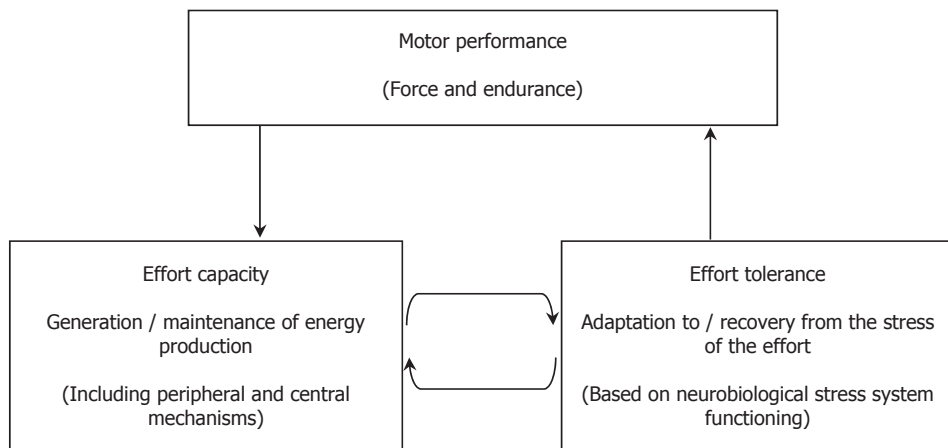 Motor performance
(Force and endurance)
Effort capacity
Generation / maintenance of energy
production
(Including peripheral and central
mechanisms)
Effort tolerance
Adaptation to / recovery from the stress
of the effort
(Based on neurobiological stress system
functioning)